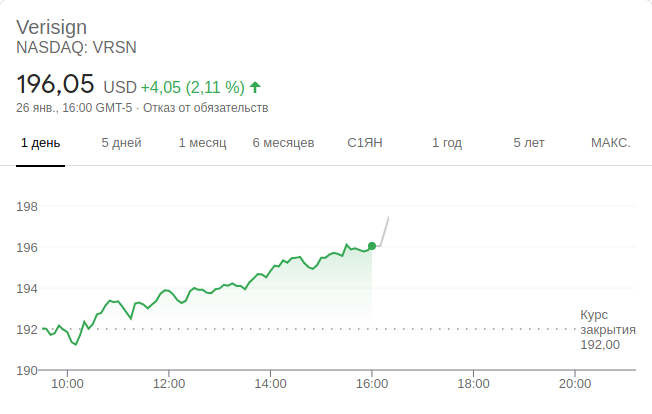 Verisign
NASDAQ: VRSN
196,05 USD +4,05 (2,11 %)
26 янв., 16:00 GMT-5 · Отказ от обязательств
1 день 5 дней 1 месяц 6 месяцев С1ЯН 1 год 5 лет МАКС.
198
196
194
192
190
Курс
закрытия
192,00
10:00 12:00 14:00 16:00 18:00 20:00